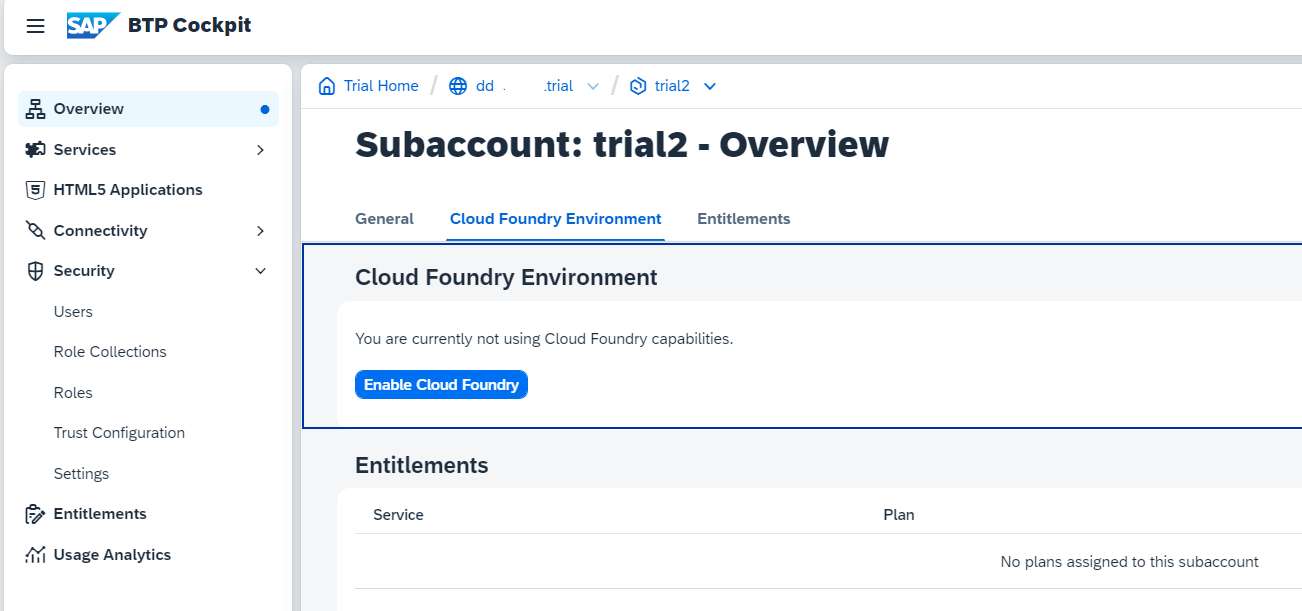 SAP BTP Cockpit
Trial Home / dd . .trial / trial2
Overview
Services
HTML5 Applications
Connectivity
Security
Users
Role Collections
Roles
Trust Configuration
Settings
Entitlements
Usage Analytics
Subaccount: trial2 - Overview
General Cloud Foundry Environment Entitlements
Cloud Foundry Environment
You are currently not using Cloud Foundry capabilities.
Enable Cloud Foundry
Entitlements
Service Plan
No plans assigned to this subaccount